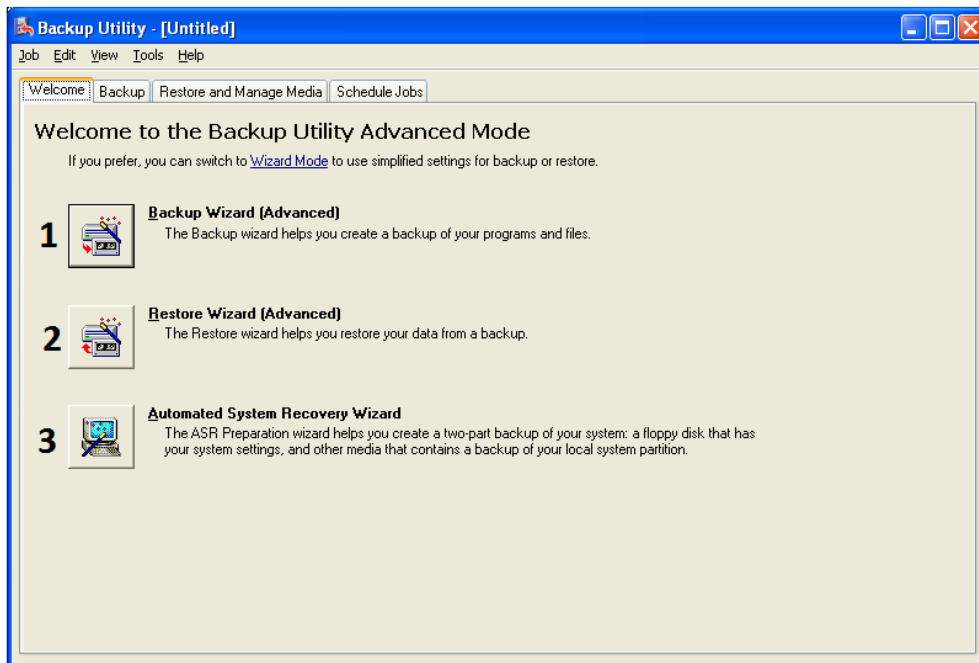 Backup Utility - [Untitled]
Job Edit View Tools Help
Welcome Backup Restore and Manage Media Schedule Jobs
Welcome to the Backup Utility Advanced Mode
If you prefer, you can switch to Wizard Mode to use simplified settings for backup or restore.
1 Backup Wizard (Advanced)
The Backup wizard helps you create a backup of your programs and files.
2 Restore Wizard (Advanced)
The Restore wizard helps you restore your data from a backup.
3 Automated System Recovery Wizard
The ASR Preparation wizard helps you create a two-part backup of your system: a floppy disk that has
your system settings, and other media that contains a backup of your local system partition.